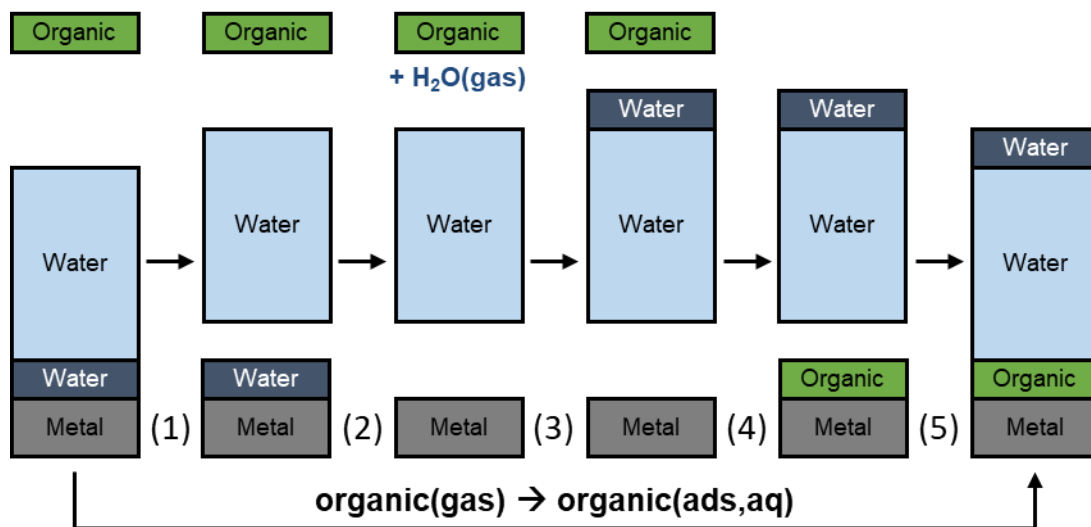 Organic Organic Organic Organic
+ H₂O(gas)
Water Water
Water
Water Water Water Water
Water Water
Water Water Organic Organic
Metal (1) Metal (2) Metal (3) Metal (4) Metal (5) Metal
organic(gas) → organic(ads,aq)